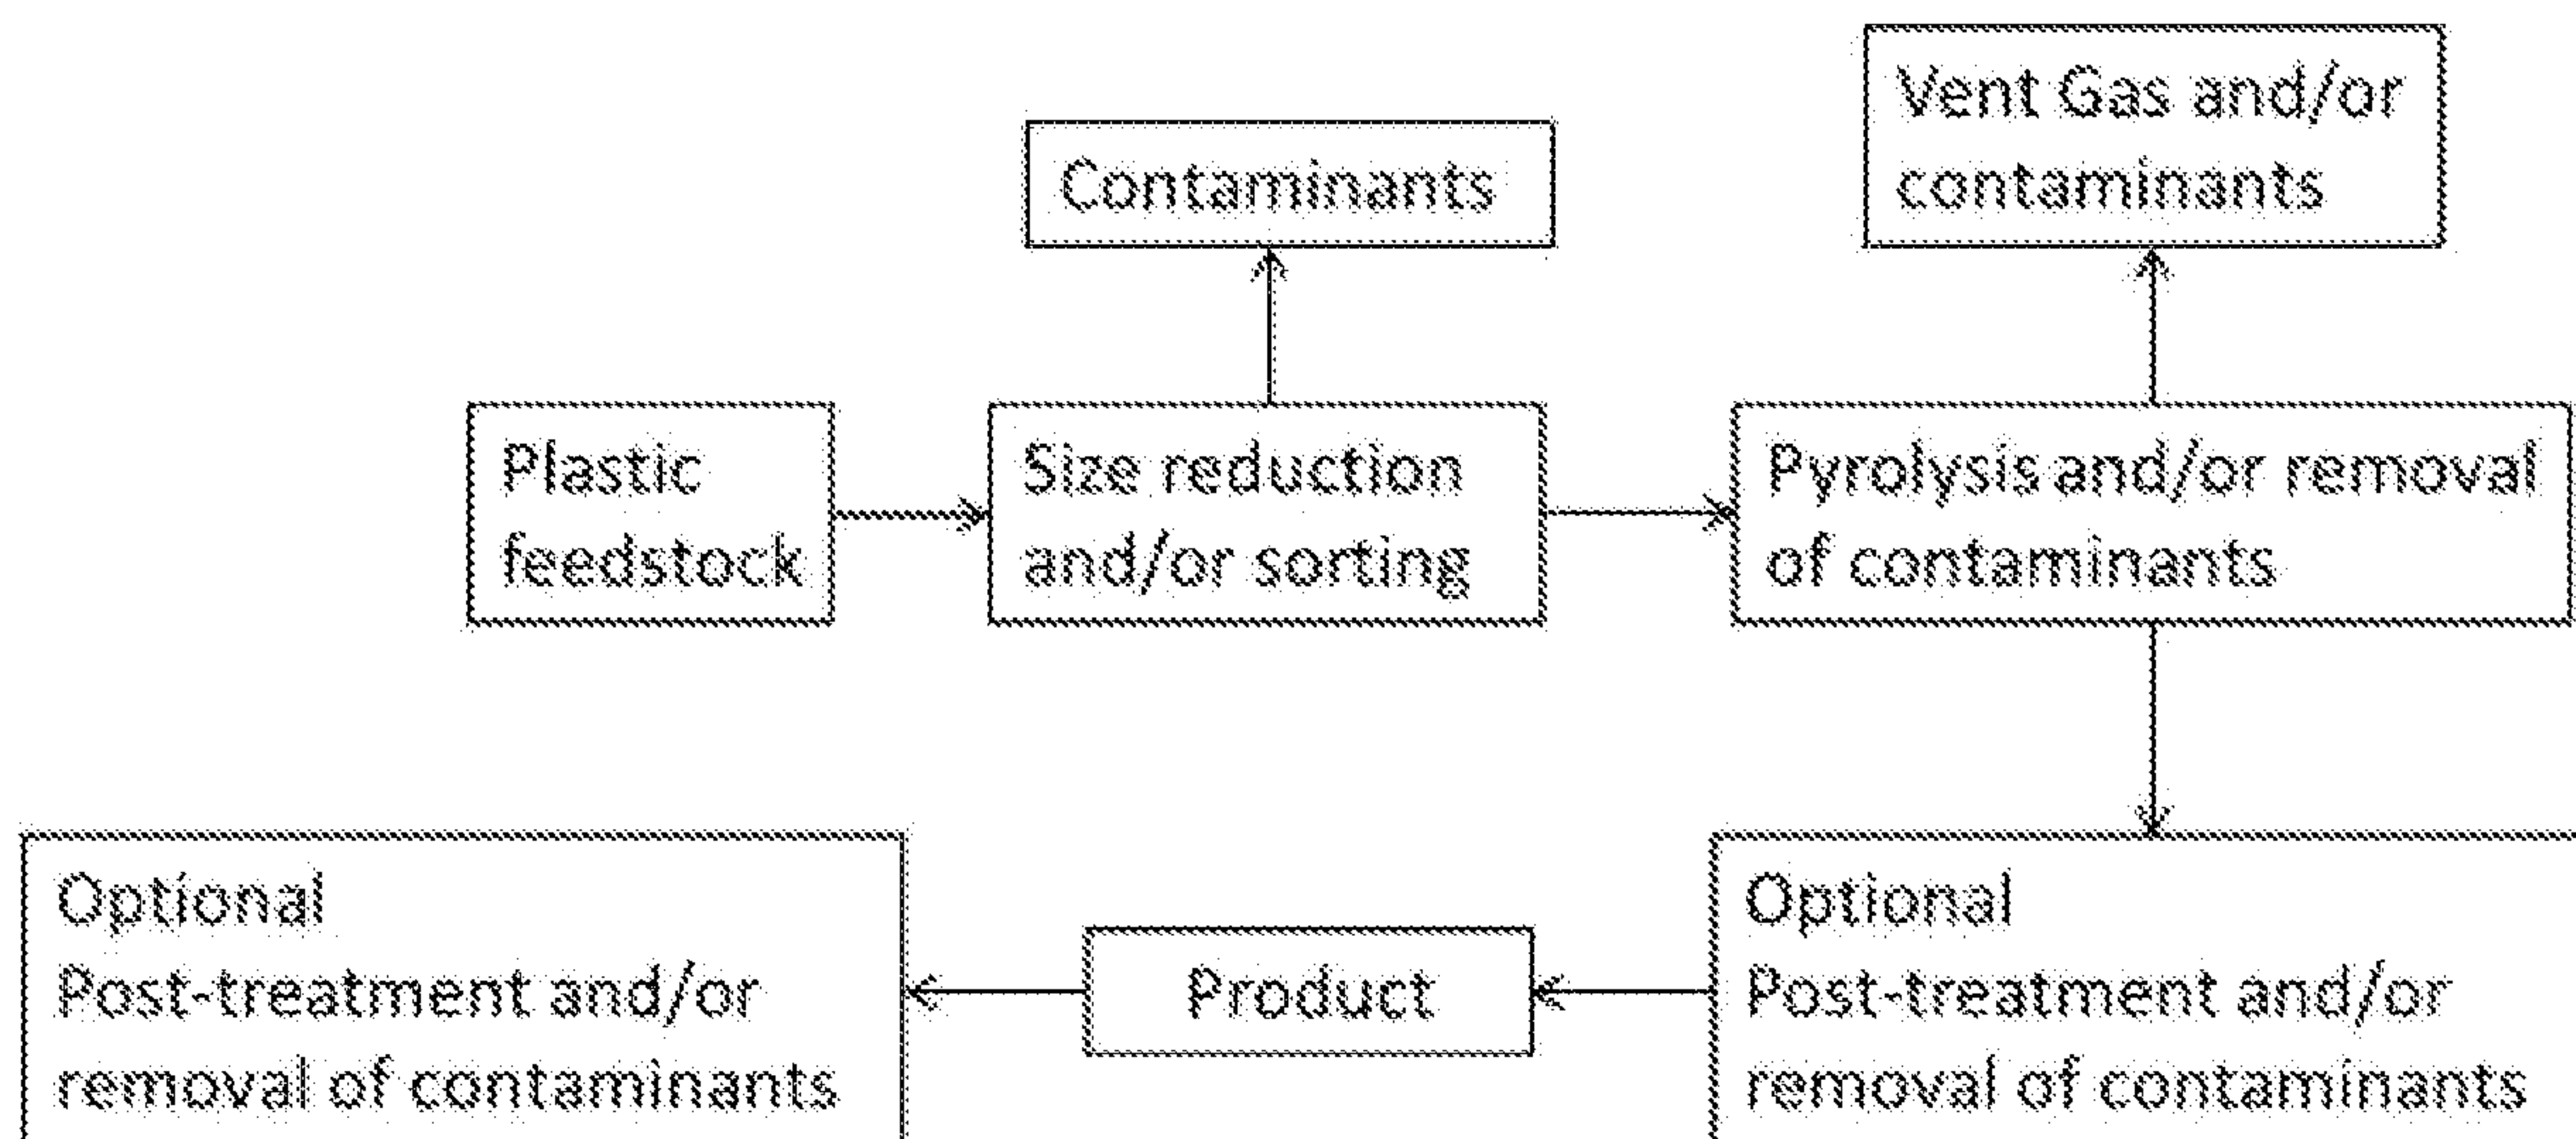 Vent Gas and/or
contaminants
Contaminants
Plastic
feedstock
Size reduction
and/or sorting
Pyrolysis and/or removal
of contaminants
Optional
Post-treatment and/or
removal of contaminants
Product
Optional
Post-treatment and/or
removal of contaminants